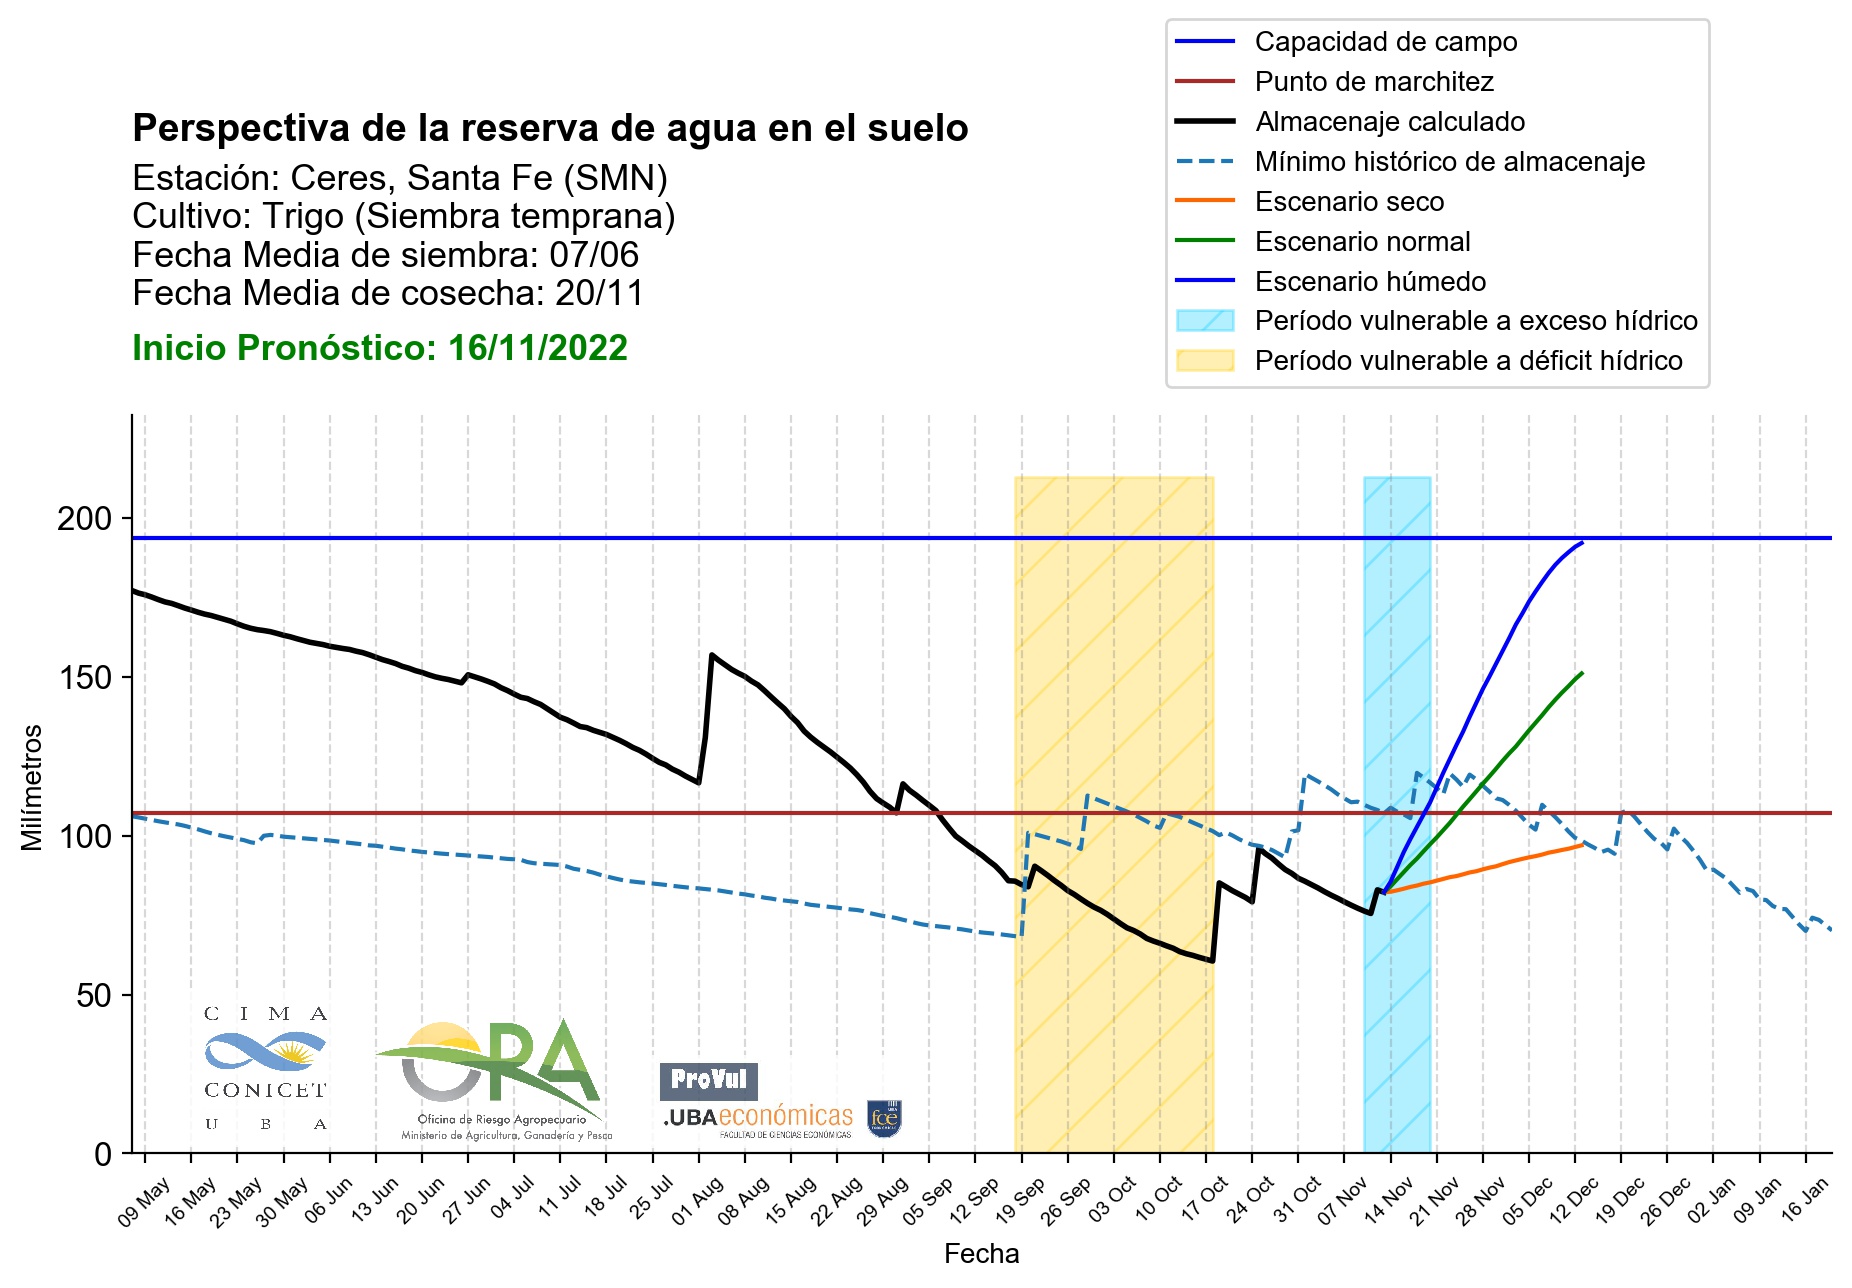 Capacidad de campo
Punto de marchitez
Almacenaje calculado
Mínimo histórico de almacenaje
Escenario seco
Escenario normal
Escenario húmedo
Período vulnerable a exceso hídrico
Período vulnerable a déficit hídrico
Perspectiva de la reserva de agua en el suelo
Estación: Ceres, Santa Fe (SMN)
Cultivo: Trigo (Siembra temprana)
Fecha Media de siembra: 07/06
Fecha Media de cosecha: 20/11
Inicio Pronóstico: 16/11/2022
Milímetros
200
150
100
50
0
CIMA
CONICET
UBA
ORA
Oficina de Riesgo Agropecuario
Ministerio de Agricultura, Ganadería y Pesca
ProVul
.UBAeconómicas
FACULTAD DE CIENCIAS ECONÓMICAS
UBA
fce
09 May
16 May
23 May
30 May
06 Jun
13 Jun
20 Jun
27 Jun
04 Jul
11 Jul
18 Jul
25 Jul
01 Aug
08 Aug
15 Aug
22 Aug
29 Aug
05 Sep
12 Sep
19 Sep
26 Sep
03 Oct
10 Oct
17 Oct
24 Oct
31 Oct
07 Nov
14 Nov
21 Nov
28 Nov
05 Dec
12 Dec
19 Dec
26 Dec
02 Jan
09 Jan
16 Jan
Fecha